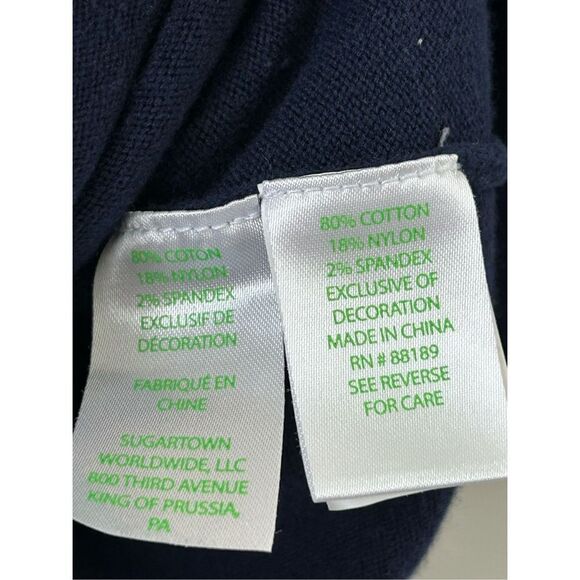 80% COTON
18% NYLON
2% SPANDEX
EXCLUSIF DE
DÉCORATION
FABRIQUÉ EN
CHINE
SUGARTOWN
WORLDWIDE, LLC
800 THIRD AVENUE
KING OF PRUSSIA,
PA
80% COTTON
18% NYLON
2% SPANDEX
EXCLUSIVE OF
DECORATION
MADE IN CHINA
RN # 88189
SEE REVERSE
FOR CARE